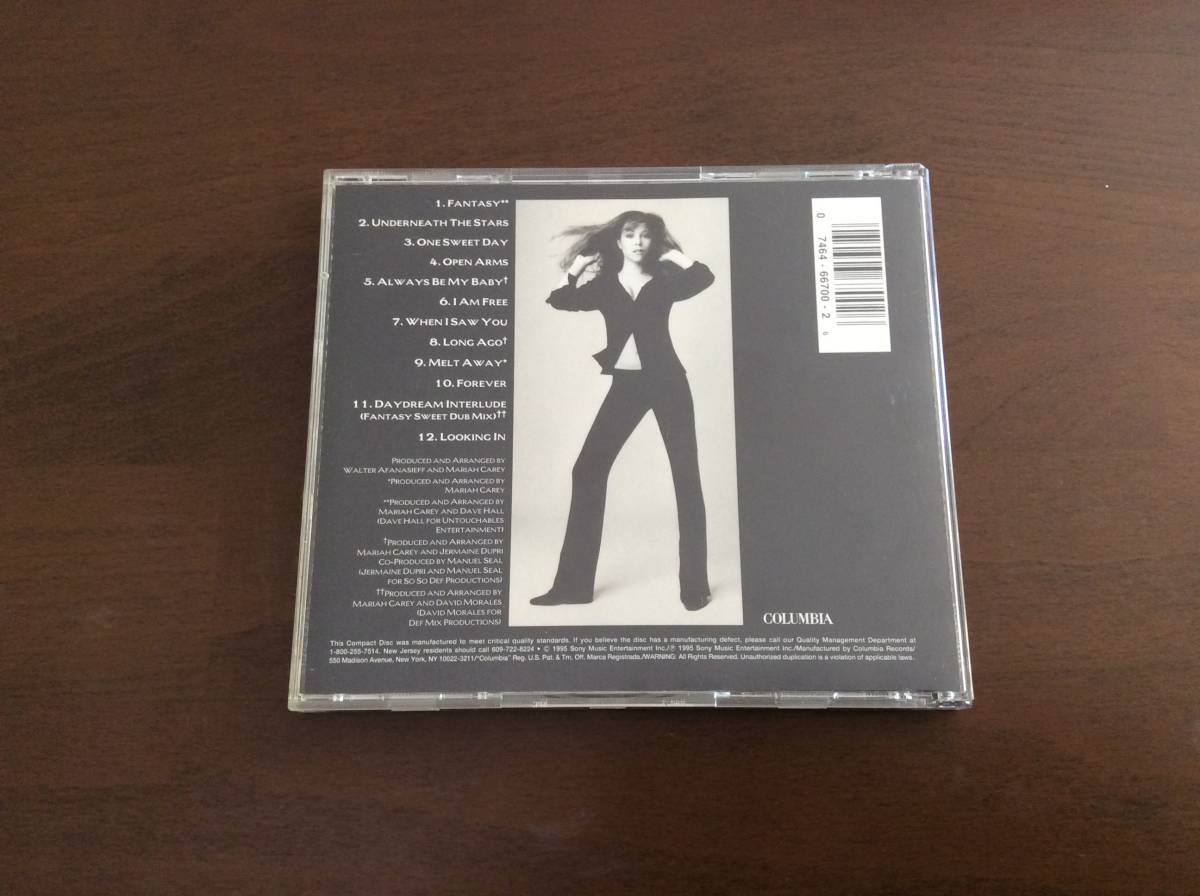 1. Fantasy**
2. Underneath The Stars
3. One Sweet Day
4. Open Arms
5. Always Be My Baby†
6. I Am Free
7. When I Saw You
8. Long Ago†
9. Melt Away*
10. Forever
11. Daydream Interlude
(Fantasy Sweet Dub Mix)††
12. Looking In
Produced and Arranged by
Walter Afanasieff and Mariah Carey
*Produced and Arranged by
Mariah Carey
**Produced and Arranged by
Mariah Carey and Dave Hall
(Dave Hall for Untouchables
Entertainment)
†Produced and Arranged by
Mariah Carey and Jermaine Dupri
Co-Produced by Manuel Seal
(Jermaine Dupri and Manuel Seal
for So So Def Productions)
††Produced and Arranged by
Mariah Carey and David Morales
(David Morales for
Def Mix Productions)
0 7464-66700-2 6
COLUMBIA
This Compact Disc was manufactured to meet critical quality standards. If you believe the disc has a manufacturing defect, please call our Quality Management Department at
1-800-255-7514. New Jersey residents should call 609-722-8224 • © 1995 Sony Music Entertainment Inc./℗ 1995 Sony Music Entertainment Inc./Manufactured by Columbia Records/
550 Madison Avenue, New York, NY 10022-3211/"Columbia" Reg. U.S. Pat. & Tm. Off. Marca Registrada./WARNING: All Rights Reserved. Unauthorized duplication is a violation of applicable laws.